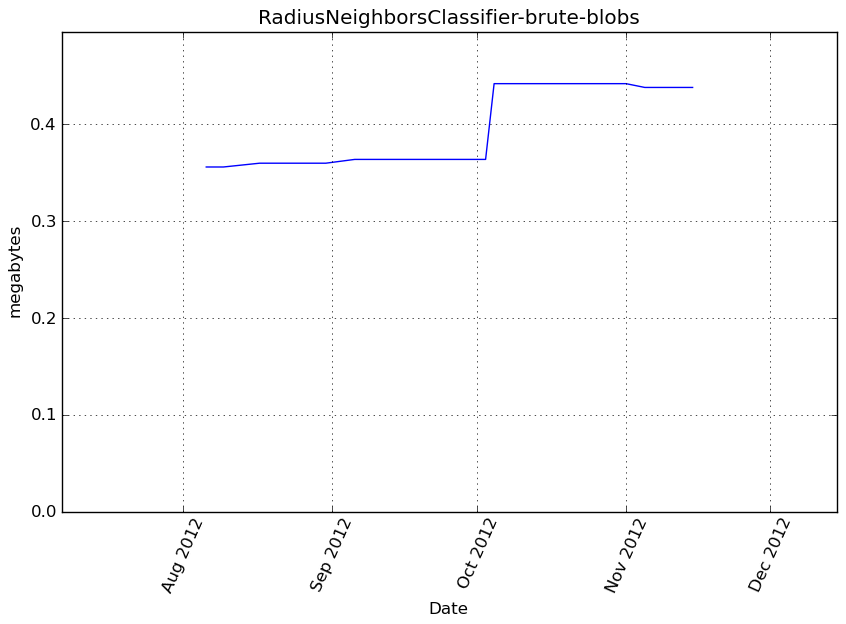 RadiusNeighborsClassifier-brute-blobs
megabytes
0.4
0.3
0.2
0.1
0.0
Aug 2012
Sep 2012
Oct 2012
Nov 2012
Dec 2012
Date